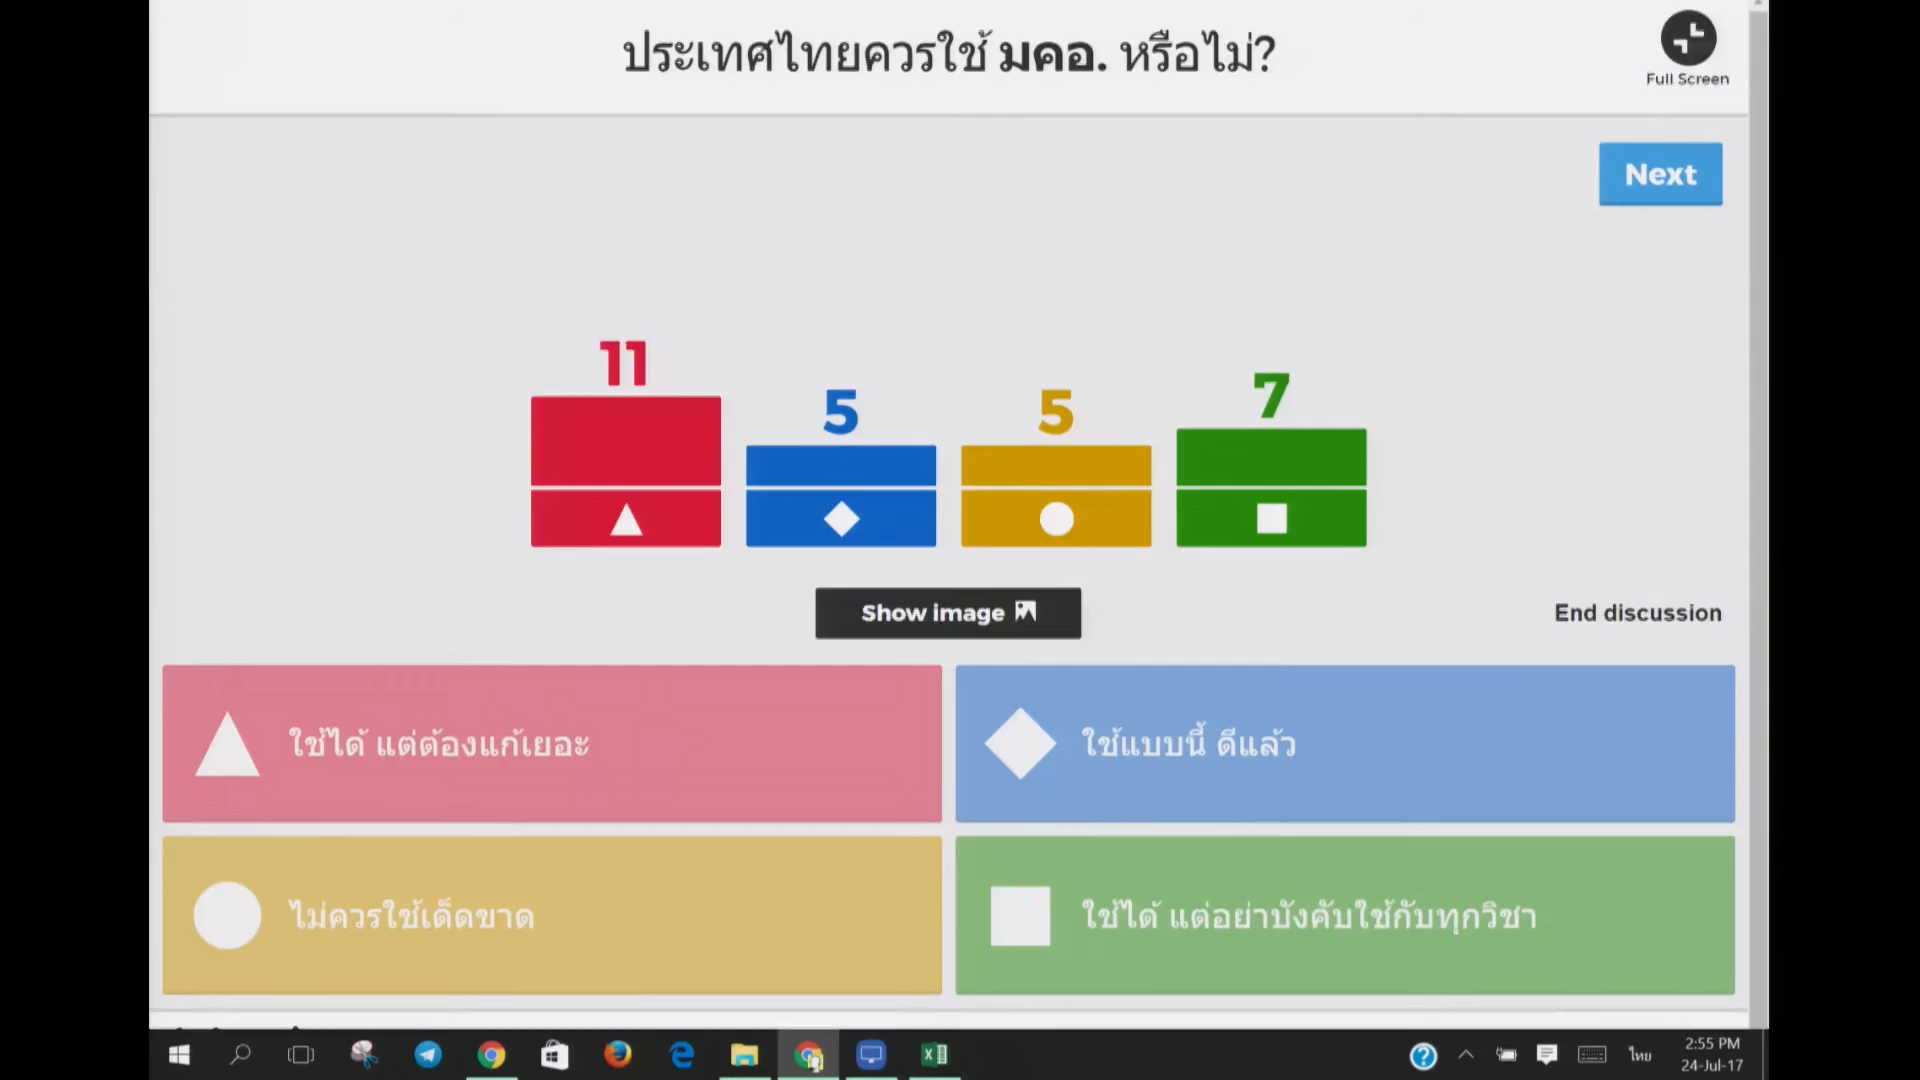 ประเทศไทยควรใช้ มคอ. หรือไม่?
Full Screen
Next
11
5
5
7
Show image
End discussion
ใช้ได้ แต่ต้องแก้เยอะ
ใช้แบบนี้ ดีแล้ว
ไม่ควรใช้เด็ดขาด
ใช้ได้ แต่อย่าบังคับใช้กับทุกวิชา
ไทย
2:55 PM
24-Jul-17